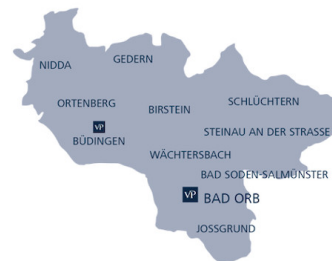 NIDDA
GEDERN
ORTENBERG
BIRSTEIN
SCHLÜCHTERN
VP
BÜDINGEN
STEINAU AN DER STRASSE
WÄCHTERSBACH
BAD SODEN-SALMÜNSTER
VP BAD ORB
JOSSGRUND